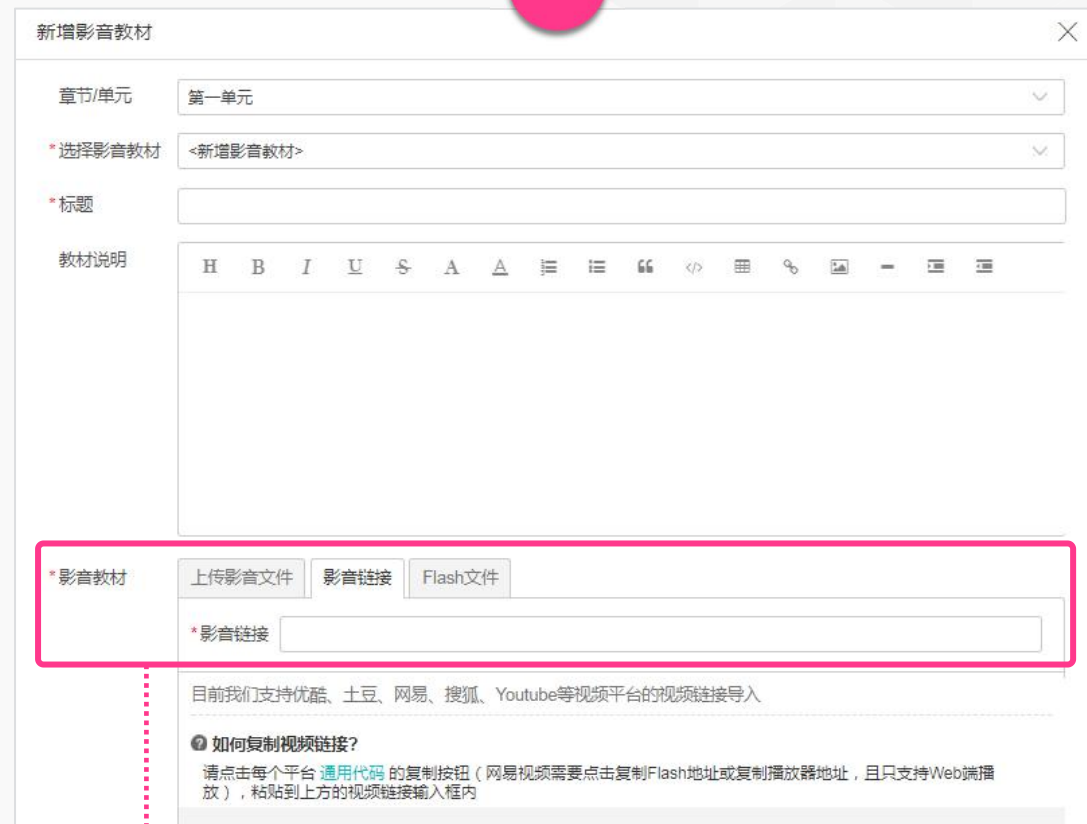 新增影音教材
章节/单元
第一单元
*选择影音教材
<新增影音教材>
*标题
教材说明
H B I U S A A
*影音教材
上传影音文件 影音链接 Flash文件
*影音链接
目前我们支持优酷、土豆、网易、搜狐、Youtube等视频平台的视频链接导入
如何复制视频链接?
请点击每个平台 通用代码 的复制按钮（网易视频需要点击复制Flash地址或复制播放器地址，且只支持Web端播
放），粘贴到上方的视频链接输入框内